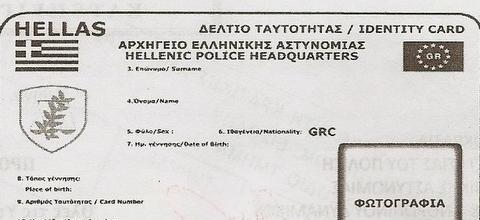 HELLAS
ΔΕΛΤΙΟ ΤΑΥΤΟΤΗΤΑΣ / IDENTITY CARD
ΑΡΧΗΓΕΙΟ ΕΛΛΗΝΙΚΗΣ ΑΣΤΥΝΟΜΙΑΣ
HELLENIC POLICE HEADQUARTERS
GR
3. Επώνυμο/ Surname
4.Όνομα/Name
5. Φύλο/Sex : 6. Ιθαγένεια/Nationality: GRC
7. Ημ. γέννησης/Date of Birth:
8. Τόπος γέννησης:
Place of birth:
9. Αριθμός Ταυτότητας / Card Number
ΦΩΤΟΓΡΑΦΙΑ